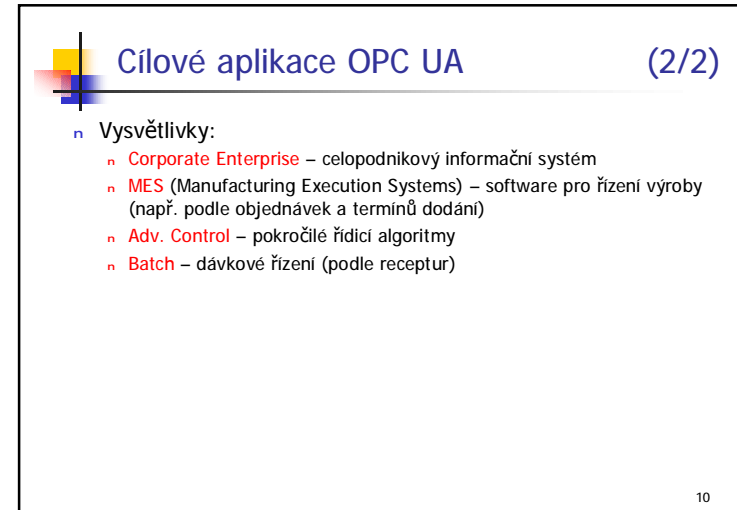 Cílové aplikace OPC UA (2/2)
n Vysvětlivky:
n Corporate Enterprise – celopodnikový informační systém
n MES (Manufacturing Execution Systems) – software pro řízení výroby
(např. podle objednávek a termínů dodání)
n Adv. Control – pokročilé řídicí algoritmy
n Batch – dávkové řízení (podle receptur)
10